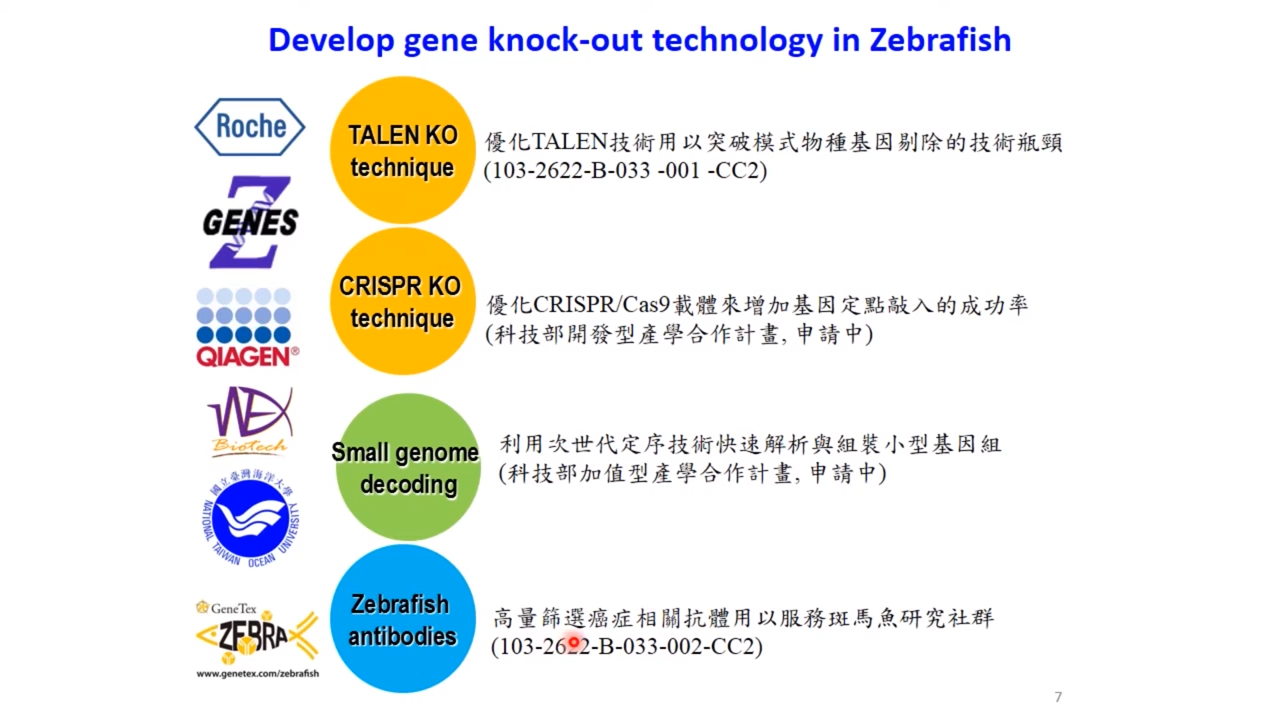 Develop gene knock-out technology in Zebrafish
Roche
GENES
QIAGEN®
WEX
Biotech
國立臺灣海洋大學
NATIONAL TAIWAN OCEAN UNIVERSITY
GeneTex
ZEBRA
www.genetex.com/zebrafish
TALEN KO
technique
優化TALEN技術用以突破模式物種基因剔除的技術瓶頸
(103-2622-B-033 -001 -CC2)
CRISPR KO
technique
優化CRISPR/Cas9載體來增加基因定點敲入的成功率
(科技部開發型產學合作計畫, 申請中)
Small genome
decoding
利用次世代定序技術快速解析與組裝小型基因組
(科技部加值型產學合作計畫, 申請中)
Zebrafish
antibodies
高量篩選癌症相關抗體用以服務斑馬魚研究社群
(103-2622-B-033-002-CC2)
7